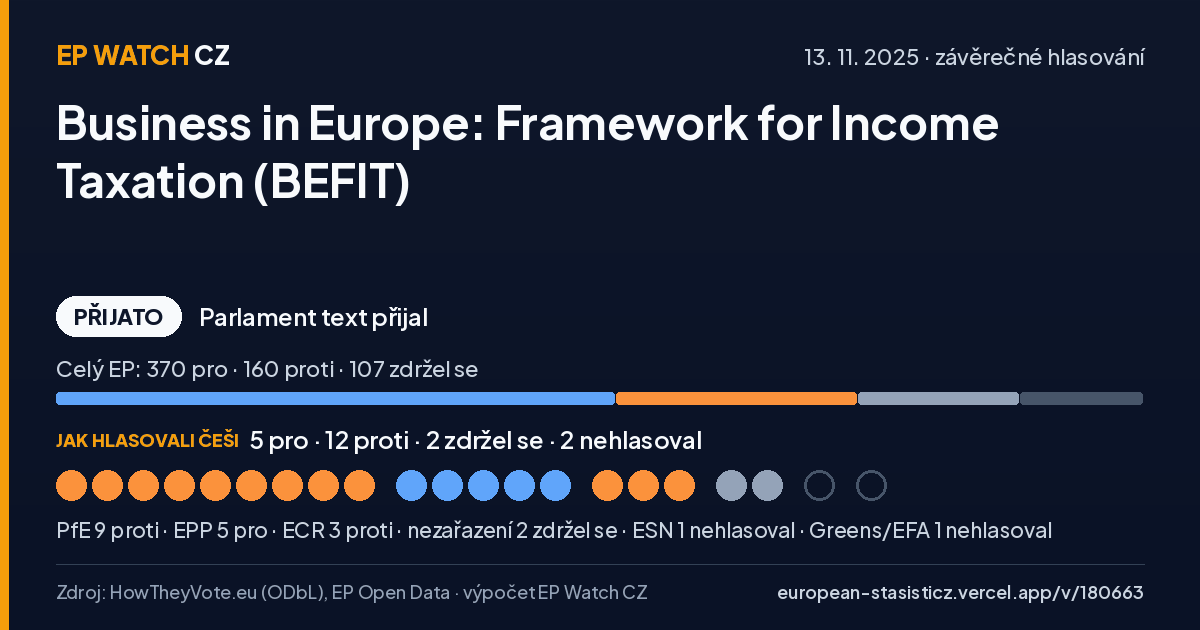 EP WATCH CZ
13. 11. 2025 · závěrečné hlasování
Business in Europe: Framework for Income
Taxation (BEFIT)
PŘIJATO Parlament text přijal
Celý EP: 370 pro · 160 proti · 107 zdržel se
JAK HLASOVALI ČEŠI 5 pro · 12 proti · 2 zdržel se · 2 nehlasoval
PfE 9 proti · EPP 5 pro · ECR 3 proti · nezařazení 2 zdržel se · ESN 1 nehlasoval · Greens/EFA 1 nehlasoval
Zdroj: HowTheyVote.eu (ODbL), EP Open Data · výpočet EP Watch CZ
european-stasisticz.vercel.app/v/180663